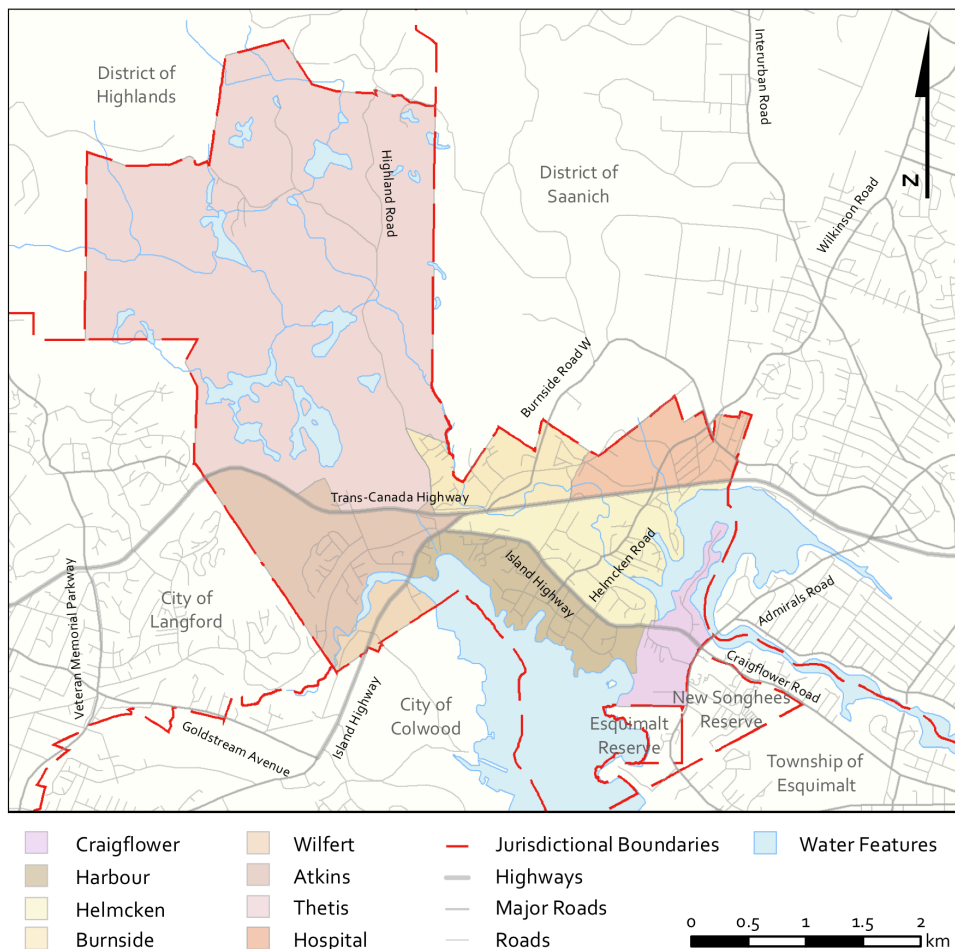 District of
Highlands
Interurban Road
Highland Road
District of
Saanich
Wilkinson Road
N
Burnside Road W
Trans-Canada Highway
Island Highway
Helmcken Road
Veteran Memorial Parkway
City of
Langford
Admirals Road
Craigflower Road
Island Highway
City of
Colwood
New Songhees
Reserve
Esquimalt
Reserve
Goldstream Avenue
Township of
Esquimalt
Craigflower
Harbour
Helmcken
Burnside
Wilfert
Atkins
Thetis
Hospital
Jurisdictional Boundaries
Highways
Major Roads
Roads
Water Features
0 0.5 1 1.5 2
km